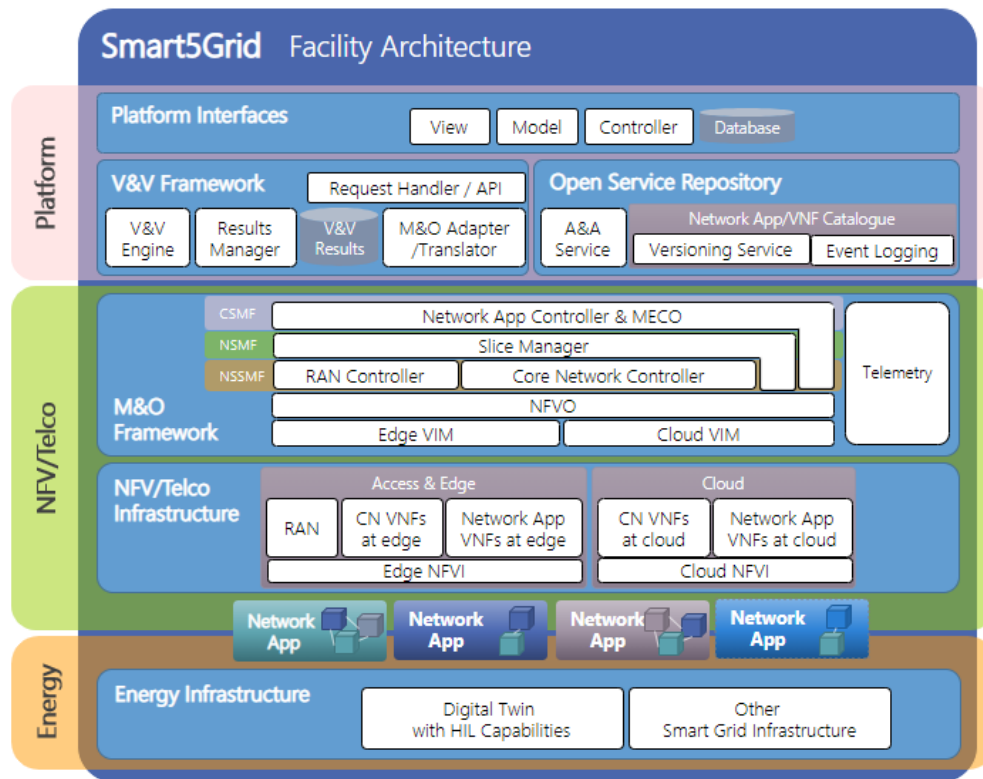 Smart5Grid Facility Architecture
Platform
Platform Interfaces
View
Model
Controller
Database
V&V Framework
Request Handler / API
V&V
Engine
Results
Manager
V&V
Results
M&O Adapter
/Translator
Open Service Repository
A&A
Service
Network App/VNF Catalogue
Versioning Service
Event Logging
NFV/Telco
CSMF
Network App Controller & MECO
NSMF
Slice Manager
NSSMF
RAN Controller
Core Network Controller
M&O
Framework
NFVO
Edge VIM
Cloud VIM
Telemetry
NFV/Telco
Infrastructure
Access & Edge
RAN
CN VNFs
at edge
Network App
VNFs at edge
Edge NFVI
Cloud
CN VNFs
at cloud
Network App
VNFs at cloud
Cloud NFVI
Network
App
Network
App
Network
App
Network
App
Energy
Energy Infrastructure
Digital Twin
with HIL Capabilities
Other
Smart Grid Infrastructure